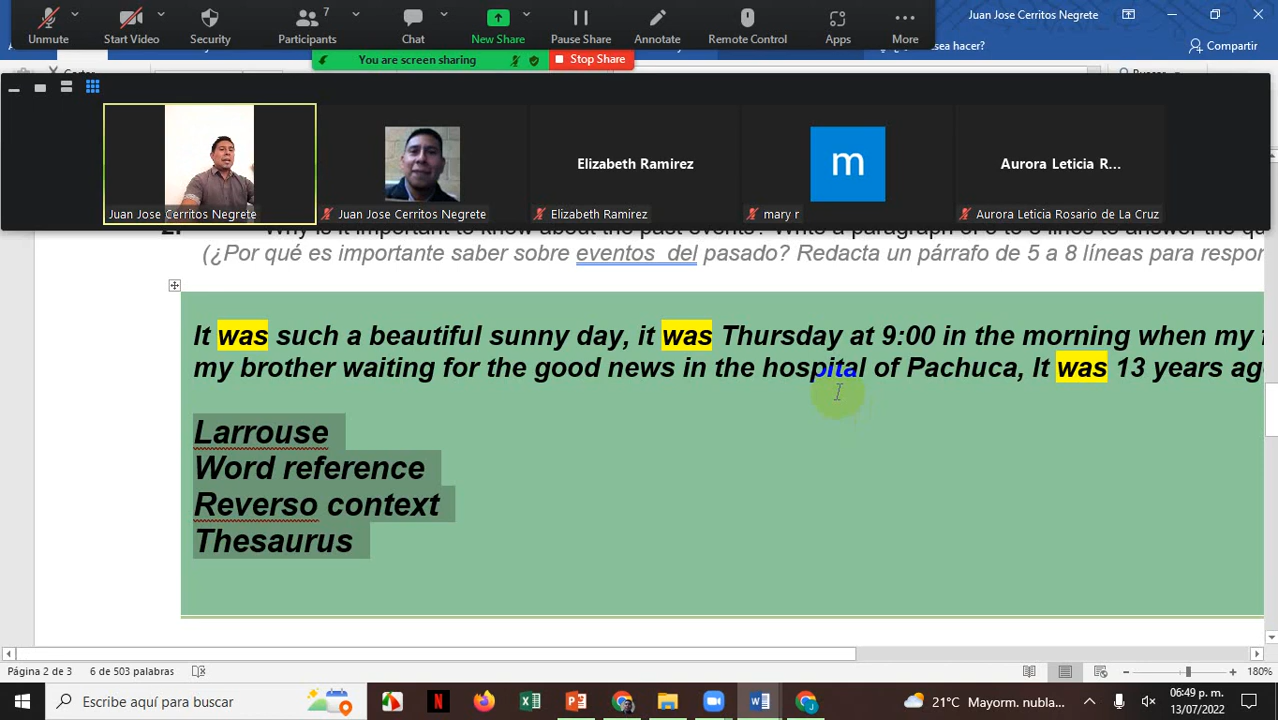 Juan Jose Cerritos Negrete
Unmute
Start Video
Security
7
Participants
Chat
New Share
Pause Share
Annotate
Remote Control
Apps
More
sea hacer?
Compartir
You are screen sharing
Stop Share
Juan Jose Cerritos Negrete
Juan Jose Cerritos Negrete
Elizabeth Ramirez
Elizabeth Ramirez
m
mary r
Aurora Leticia R...
Aurora Leticia Rosario de La Cruz
(¿Por qué es importante saber sobre eventos del pasado? Redacta un párrafo de 5 a 8 líneas para respor
It was such a beautiful sunny day, it was Thursday at 9:00 in the morning when my f
my brother waiting for the good news in the hospital of Pachuca, It was 13 years ag
Larrouse
Word reference
Reverso context
Thesaurus
Página 2 de 3
6 de 503 palabras
180%
Escribe aquí para buscar
21°C Mayorm. nubla...
06:49 p. m.
13/07/2022